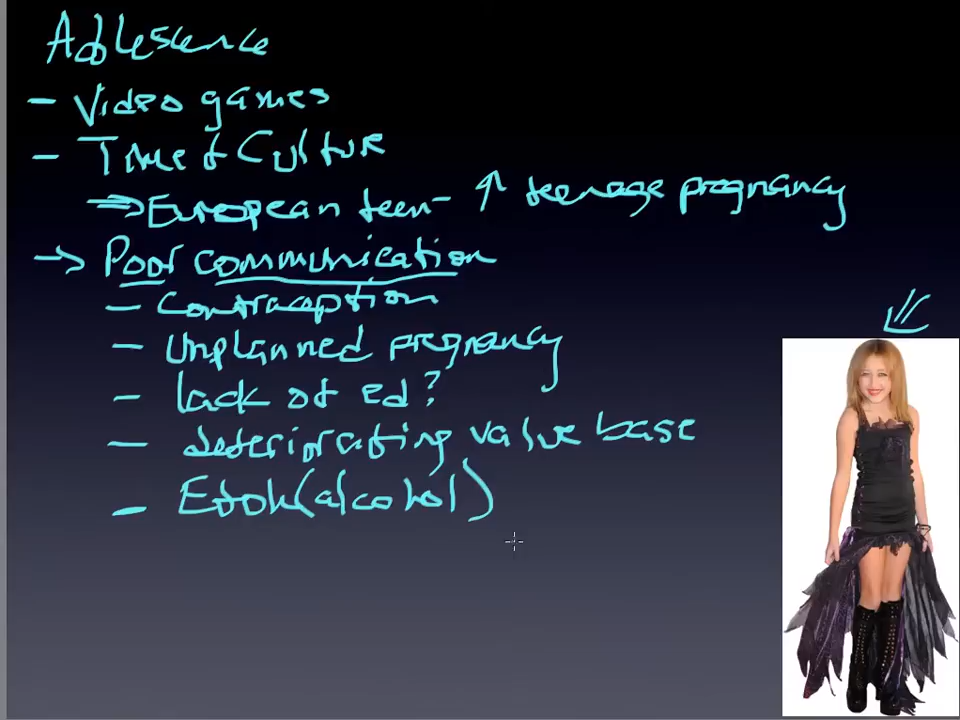 Adolescence
- Video games
- Time & Culture
⇒ European teen - ↑ teenage pregnancy
→ Poor communication
- Contraception
- Unplanned pregnancy
- lack of ed?
- deteriorating value base
- Etoh (alcohol)